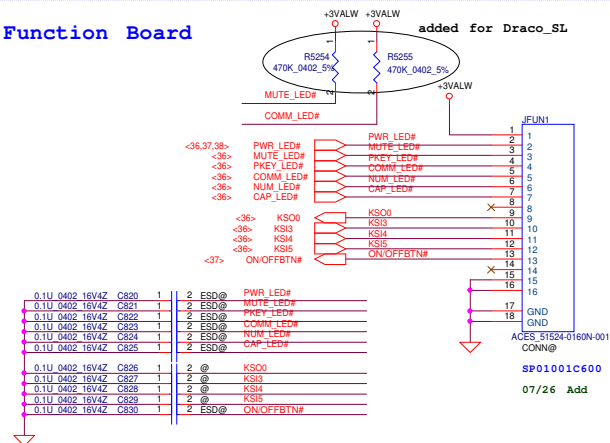 Function Board
+3VALW +3VALW
added for Draco_SL
1 1
R5254 R5255
470K_0402_5% 470K_0402_5%
2 2
MUTE_LED#
COMM_LED#
+3VALW
JFUN1
1 1
<36,37,38> PWR_LED# PWR_LED# 2 2
<36> MUTE_LED# MUTE_LED# 3 3
<36> PKEY_LED# PKEY_LED# 4 4
<36> COMM_LED# COMM_LED# 5 5
<36> NUM_LED# NUM_LED# 6 6
<36> CAP_LED# CAP_LED# 7 7
8 8
<36> KSO0 KSO0 9 9
<36> KSI3 KSI3 10 10
<36> KSI4 KSI4 11 11
<36> KSI5 KSI5 12 12
<37> ON/OFFBTN# ON/OFFBTN# 13 13
14 14
15 15
16 16
17 GND
18 GND
ACES_51524-0160N-001
CONN@
SP01001C600
07/26 Add
0.1U_0402_16V4Z C820 1 2 ESD@ PWR_LED#
0.1U_0402_16V4Z C821 1 2 ESD@ MUTE_LED#
0.1U_0402_16V4Z C822 1 2 ESD@ PKEY_LED#
0.1U_0402_16V4Z C823 1 2 ESD@ COMM_LED#
0.1U_0402_16V4Z C824 1 2 ESD@ NUM_LED#
0.1U_0402_16V4Z C825 1 2 ESD@ CAP_LED#
0.1U_0402_16V4Z C826 1 2 @ KSO0
0.1U_0402_16V4Z C827 1 2 @ KSI3
0.1U_0402_16V4Z C828 1 2 @ KSI4
0.1U_0402_16V4Z C829 1 2 @ KSI5
0.1U_0402_16V4Z C830 1 2 ESD@ ON/OFFBTN#